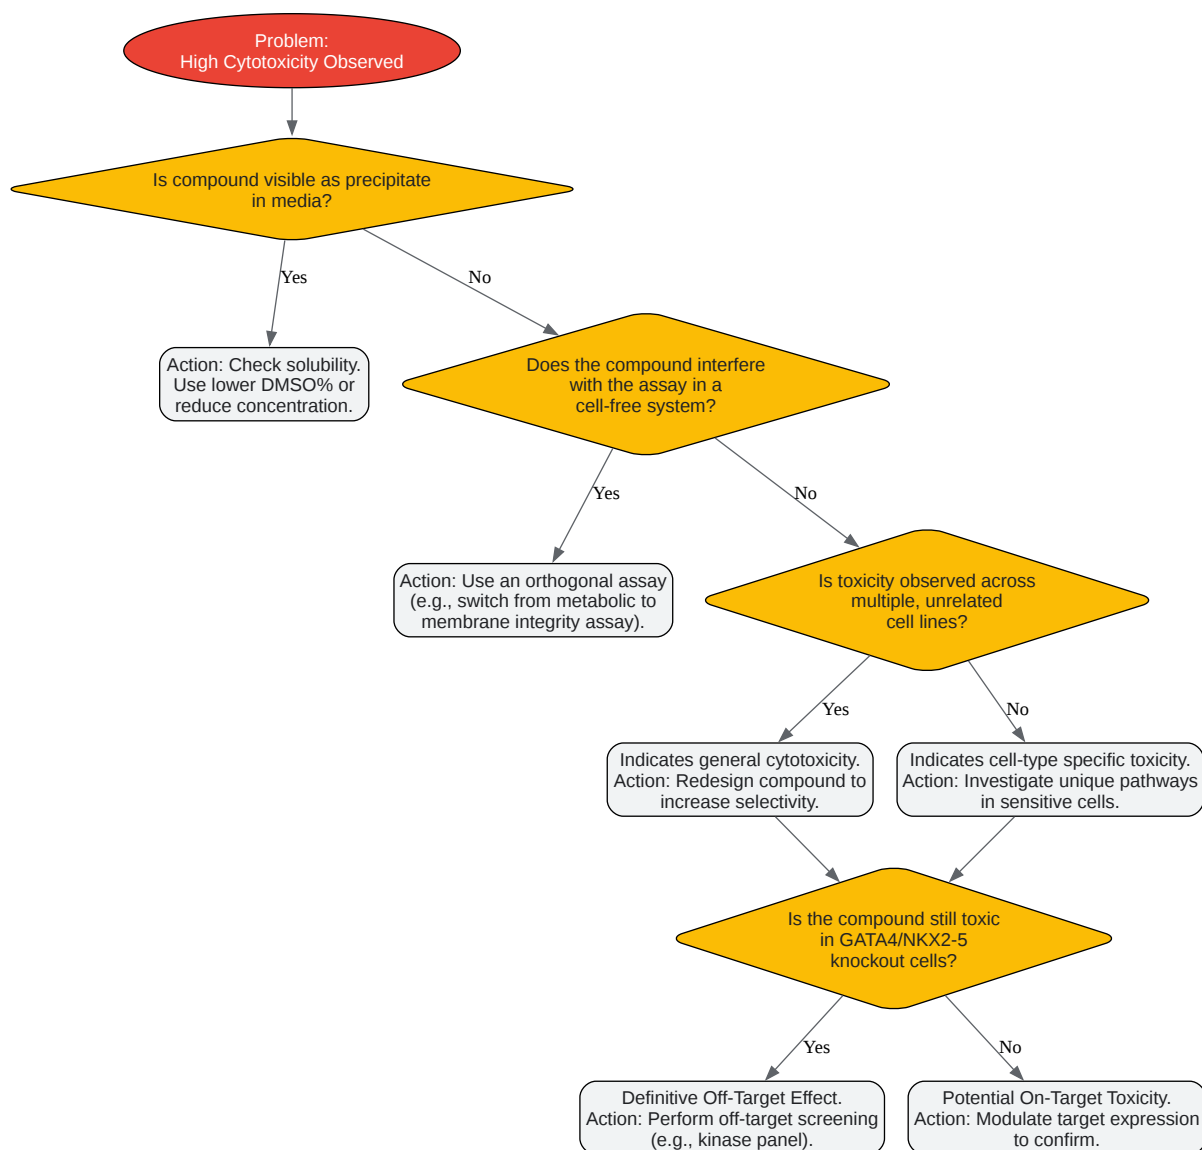 Problem:
High Cytotoxicity Observed
Is compound visible as precipitate
in media?
Yes
No
Action: Check solubility.
Use lower DMSO% or
reduce concentration.
Does the compound interfere
with the assay in a
cell-free system?
Yes
No
Action: Use an orthogonal assay
(e.g., switch from metabolic to
membrane integrity assay).
Is toxicity observed across
multiple, unrelated
cell lines?
Yes
No
Indicates general cytotoxicity.
Action: Redesign compound to
increase selectivity.
Indicates cell-type specific toxicity.
Action: Investigate unique pathways
in sensitive cells.
Is the compound still toxic
in GATA4/NKX2-5
knockout cells?
Yes
No
Definitive Off-Target Effect.
Action: Perform off-target screening
(e.g., kinase panel).
Potential On-Target Toxicity.
Action: Modulate target expression
to confirm.